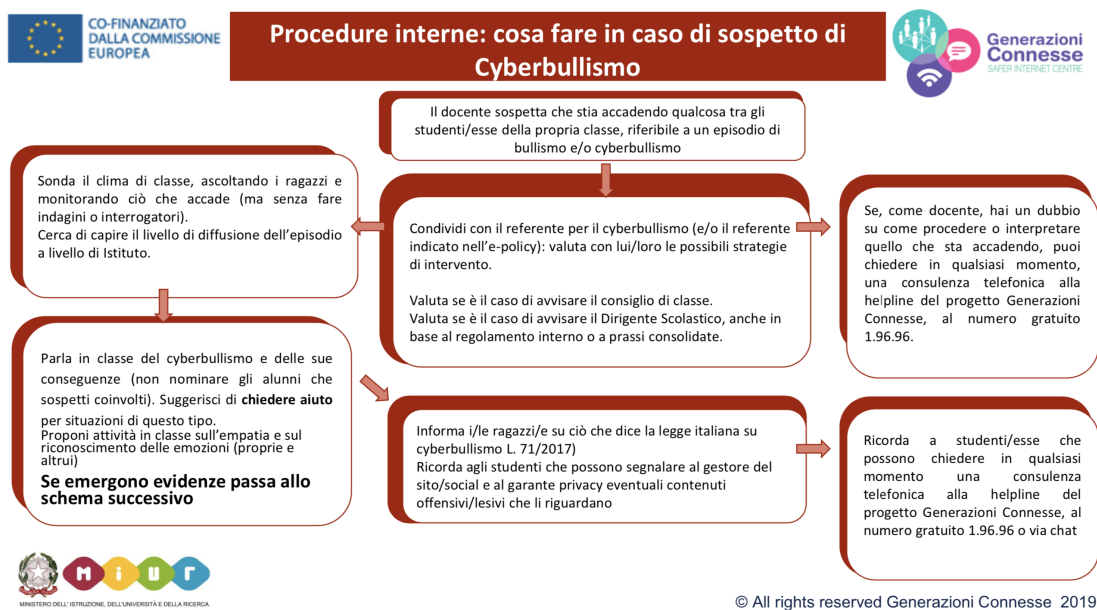 CO-FINANZIATO
DALLA COMMISSIONE
EUROPEA
Procedure interne: cosa fare in caso di sospetto di
Cyberbullismo
Generazioni
Connesse
SAFER INTERNET CENTRE
Il docente sospetta che stia accadendo qualcosa tra gli
studenti/esse della propria classe, riferibile a un episodio di
bullismo e/o cyberbullismo
Sonda il clima di classe, ascoltando i ragazzi e
monitorando ciò che accade (ma senza fare
indagini o interrogatori).
Cerca di capire il livello di diffusione dell'episodio
a livello di Istituto.
Condividi con il referente per il cyberbullismo (e/o il referente
indicato nell'e-policy): valuta con lui/loro le possibili strategie
di intervento.
Valuta se è il caso di avvisare il consiglio di classe.
Valuta se è il caso di avvisare il Dirigente Scolastico, anche in
base al regolamento interno o a prassi consolidate.
Se, come docente, hai un dubbio
su come procedere o interpretare
quello che sta accadendo, puoi
chiedere in qualsiasi momento,
una consulenza telefonica alla
helpline del progetto Generazioni
Connesse, al numero gratuito
1.96.96.
Parla in classe del cyberbullismo e delle sue
conseguenze (non nominare gli alunni che
sospetti coinvolti). Suggerisci di chiedere aiuto
per situazioni di questo tipo.
Proponi attività in classe sull'empatia e sul
riconoscimento delle emozioni (proprie e
altrui)
Se emergono evidenze passa allo
schema successivo
Informa i/le ragazzi/e su ciò che dice la legge italiana su
cyberbullismo L. 71/2017)
Ricorda agli studenti che possono segnalare al gestore del
sito/social e al garante privacy eventuali contenuti
offensivi/lesivi che li riguardano
Ricorda a studenti/esse che
possono chiedere in qualsiasi
momento una consulenza
telefonica alla helpline del
progetto Generazioni Connesse, al
numero gratuito 1.96.96 o via chat
miur
MINISTERO DELL' ISTRUZIONE, DELL'UNIVERSITÀ E DELLA RICERCA
© All rights reserved Generazioni Connesse 2019